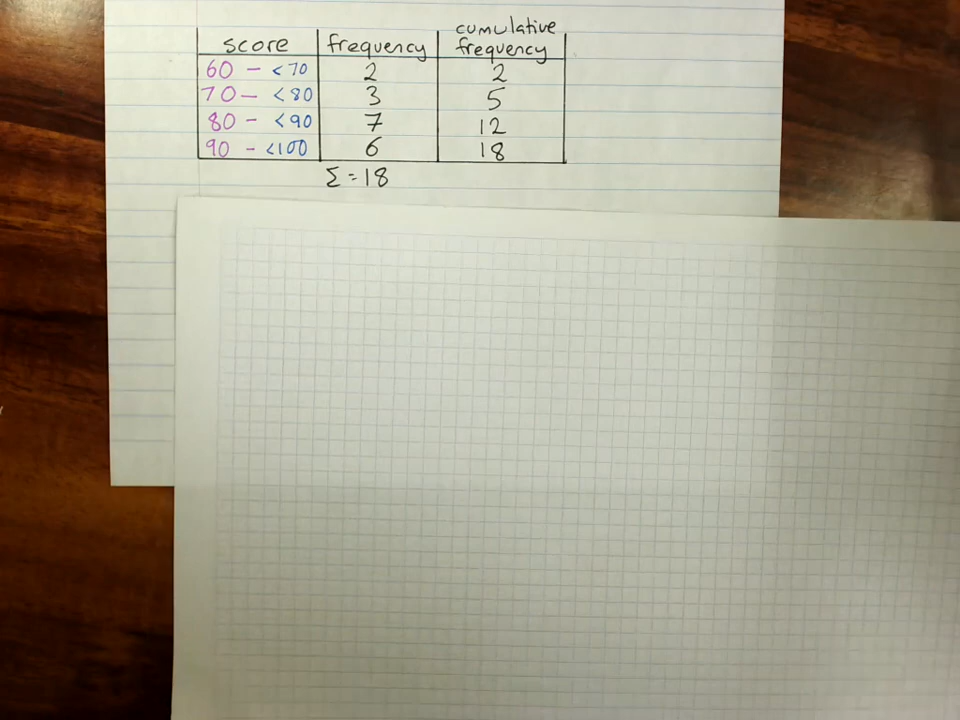 score frequency cumulative frequency
60 - <70 2 2
70 - <80 3 5
80 - <90 7 12
90 - <100 6 18
Σ = 18